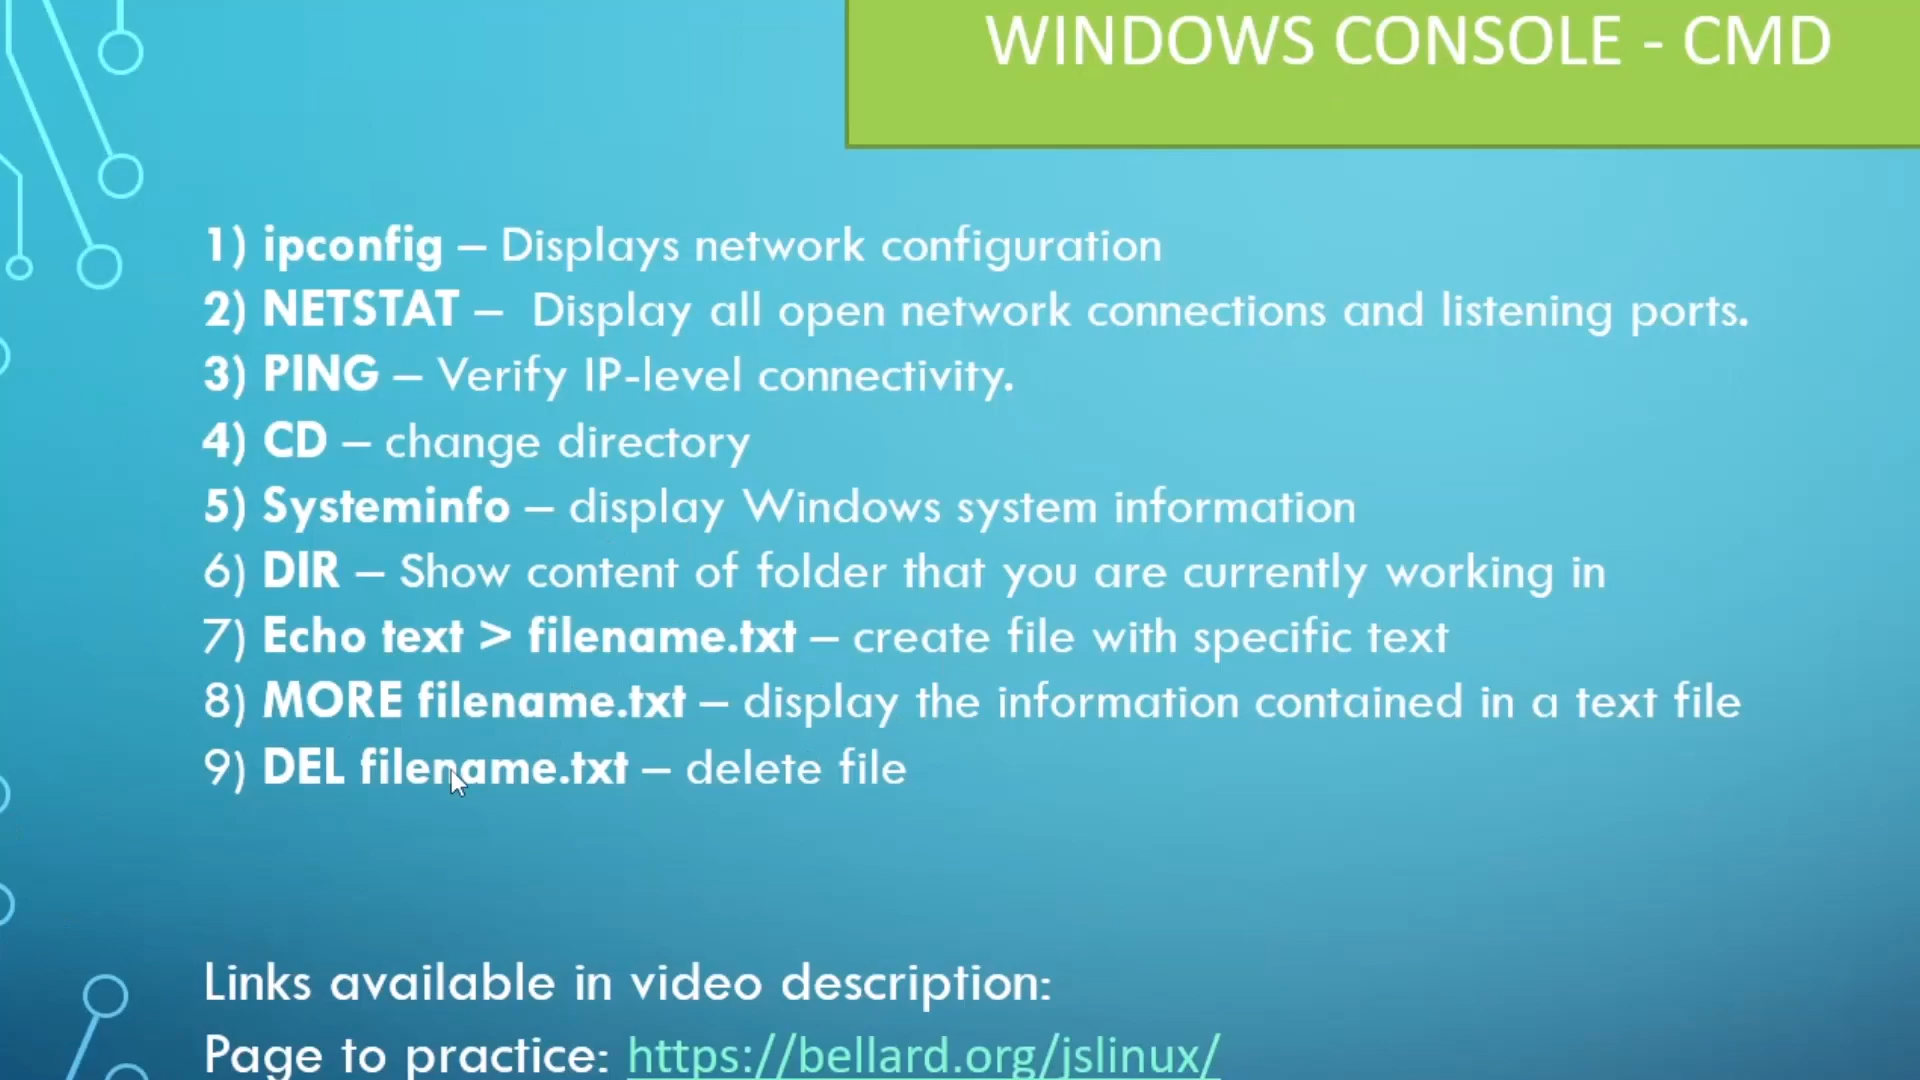 WINDOWS CONSOLE - CMD
1) ipconfig – Displays network configuration
2) NETSTAT – Display all open network connections and listening ports.
3) PING – Verify IP-level connectivity.
4) CD – change directory
5) Systeminfo – display Windows system information
6) DIR – Show content of folder that you are currently working in
7) Echo text > filename.txt – create file with specific text
8) MORE filename.txt – display the information contained in a text file
9) DEL filename.txt – delete file
Links available in video description:
Page to practice: https://bellard.org/jslinux/